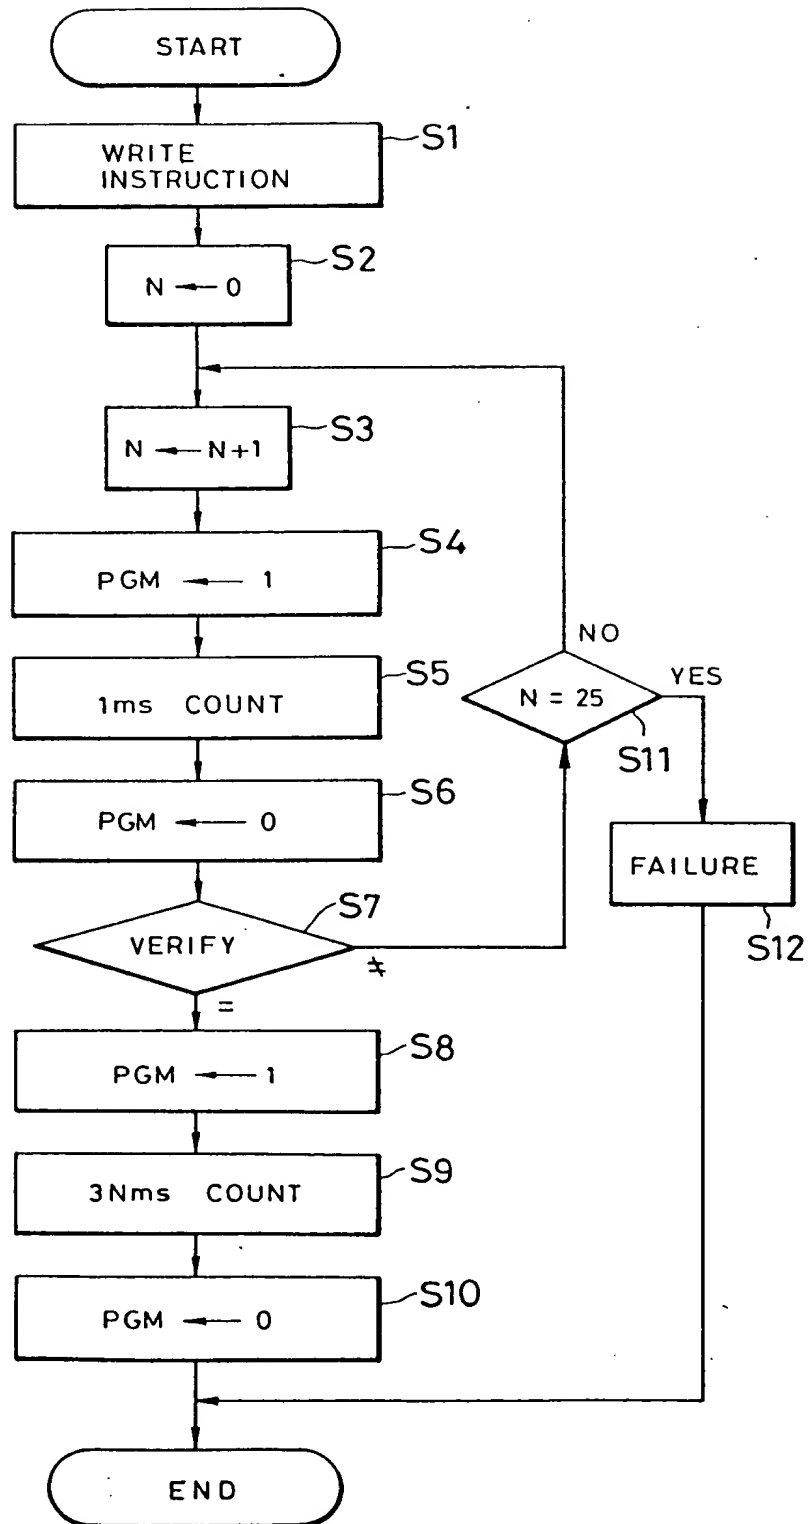 START
WRITE
INSTRUCTION
S1
N ← 0
S2
N ← N+1
S3
PGM ← 1
S4
1ms COUNT
S5
PGM ← 0
S6
VERIFY
S7
≠
=
NO
N = 25
YES
S11
FAILURE
S12
PGM ← 1
S8
3Nms COUNT
S9
PGM ← 0
S10
END